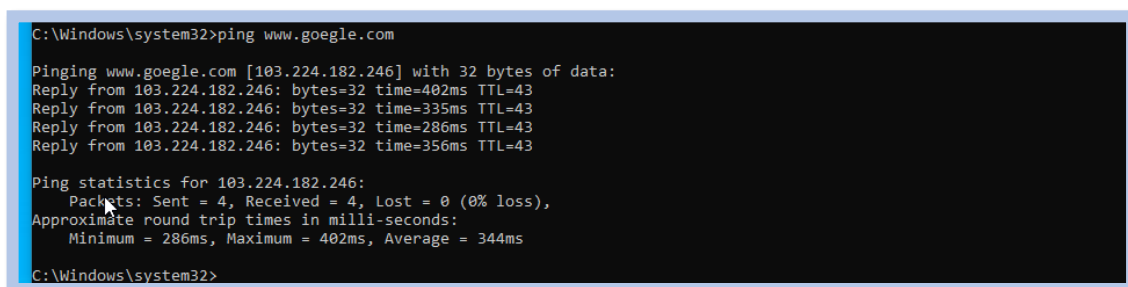 C:\Windows\system32>ping www.goegle.com
Pinging www.goegle.com [103.224.182.246] with 32 bytes of data:
Reply from 103.224.182.246: bytes=32 time=402ms TTL=43
Reply from 103.224.182.246: bytes=32 time=335ms TTL=43
Reply from 103.224.182.246: bytes=32 time=286ms TTL=43
Reply from 103.224.182.246: bytes=32 time=356ms TTL=43
Ping statistics for 103.224.182.246:
    Packets: Sent = 4, Received = 4, Lost = 0 (0% loss),
Approximate round trip times in milli-seconds:
    Minimum = 286ms, Maximum = 402ms, Average = 344ms
C:\Windows\system32>